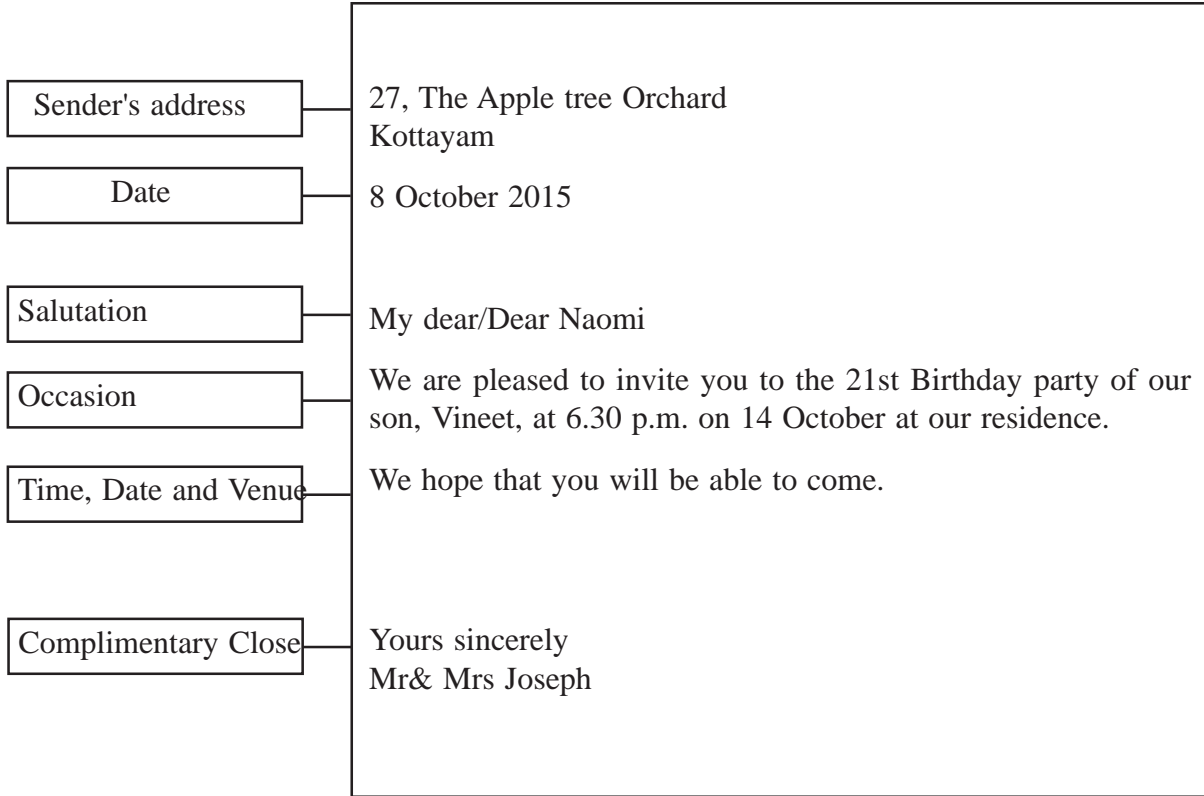 Sender's address
27, The Apple tree Orchard
Kottayam
Date
8 October 2015
Salutation
My dear/Dear Naomi
Occasion
We are pleased to invite you to the 21st Birthday party of our
son, Vineet, at 6.30 p.m. on 14 October at our residence.
Time, Date and Venue
We hope that you will be able to come.
Complimentary Close
Yours sincerely
Mr& Mrs Joseph